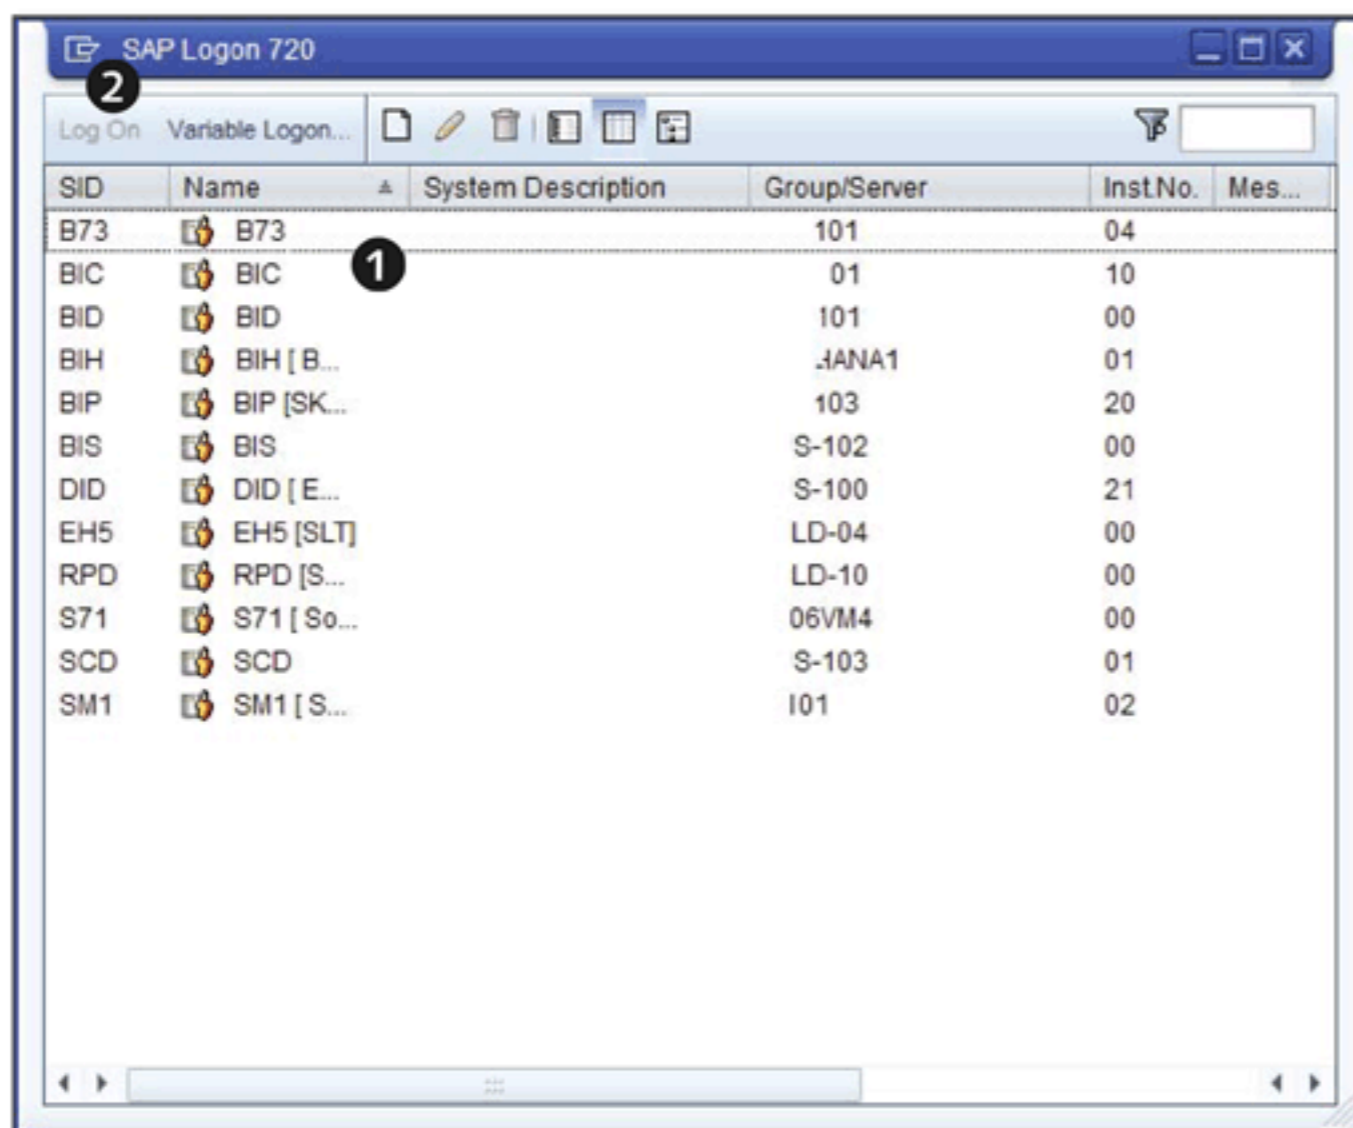 SAP Logon 720
2
Log On Variable Logon...
SID Name System Description Group/Server Inst.No. Mes...
B73 B73 101 04
1
BIC BIC 01 10
BID BID 101 00
BIH BIH [ B... HANA1 01
BIP BIP [SK... 103 20
BIS BIS S-102 00
DID DID [ E... S-100 21
EH5 EH5 [SLT] LD-04 00
RPD RPD [S... LD-10 00
S71 S71 [ So... 06VM4 00
SCD SCD S-103 01
SM1 SM1 [ S... 101 02